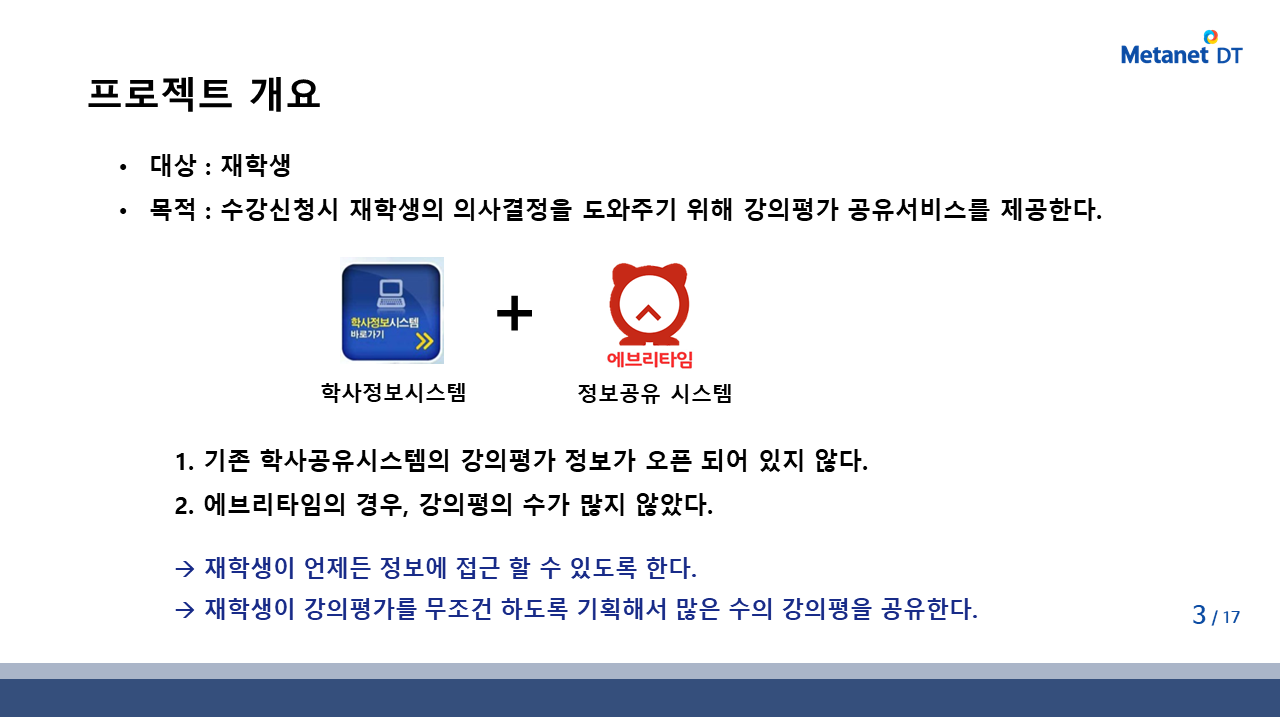 Metanet DT
프로젝트 개요
• 대상 : 재학생
• 목적 : 수강신청시 재학생의 의사결정을 도와주기 위해 강의평가 공유서비스를 제공한다.
학사정보시스템
바로가기
+
에브리타임
학사정보시스템
정보공유 시스템
1. 기존 학사공유시스템의 강의평가 정보가 오픈 되어 있지 않다.
2. 에브리타임의 경우, 강의평의 수가 많지 않았다.
→ 재학생이 언제든 정보에 접근 할 수 있도록 한다.
→ 재학생이 강의평가를 무조건 하도록 기획해서 많은 수의 강의평을 공유한다.
3 / 17